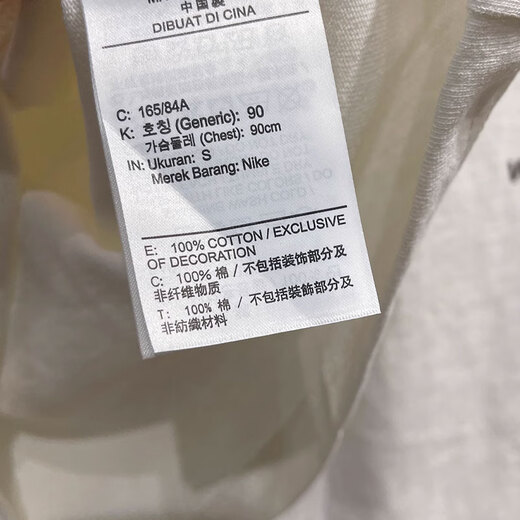 中国製
DIBUAT DI CINA
C: 165/84A
K: 호칭 (Generic): 90
가슴둘레 (Chest): 90cm
IN: Ukuran: S
Merek Barang: Nike
E: 100% COTTON / EXCLUSIVE
OF DECORATION
C: 100% 棉 / 不包括装饰部分及
非纤维物质
T: 100% 棉 / 不包括裝飾部分及
非紡織材料